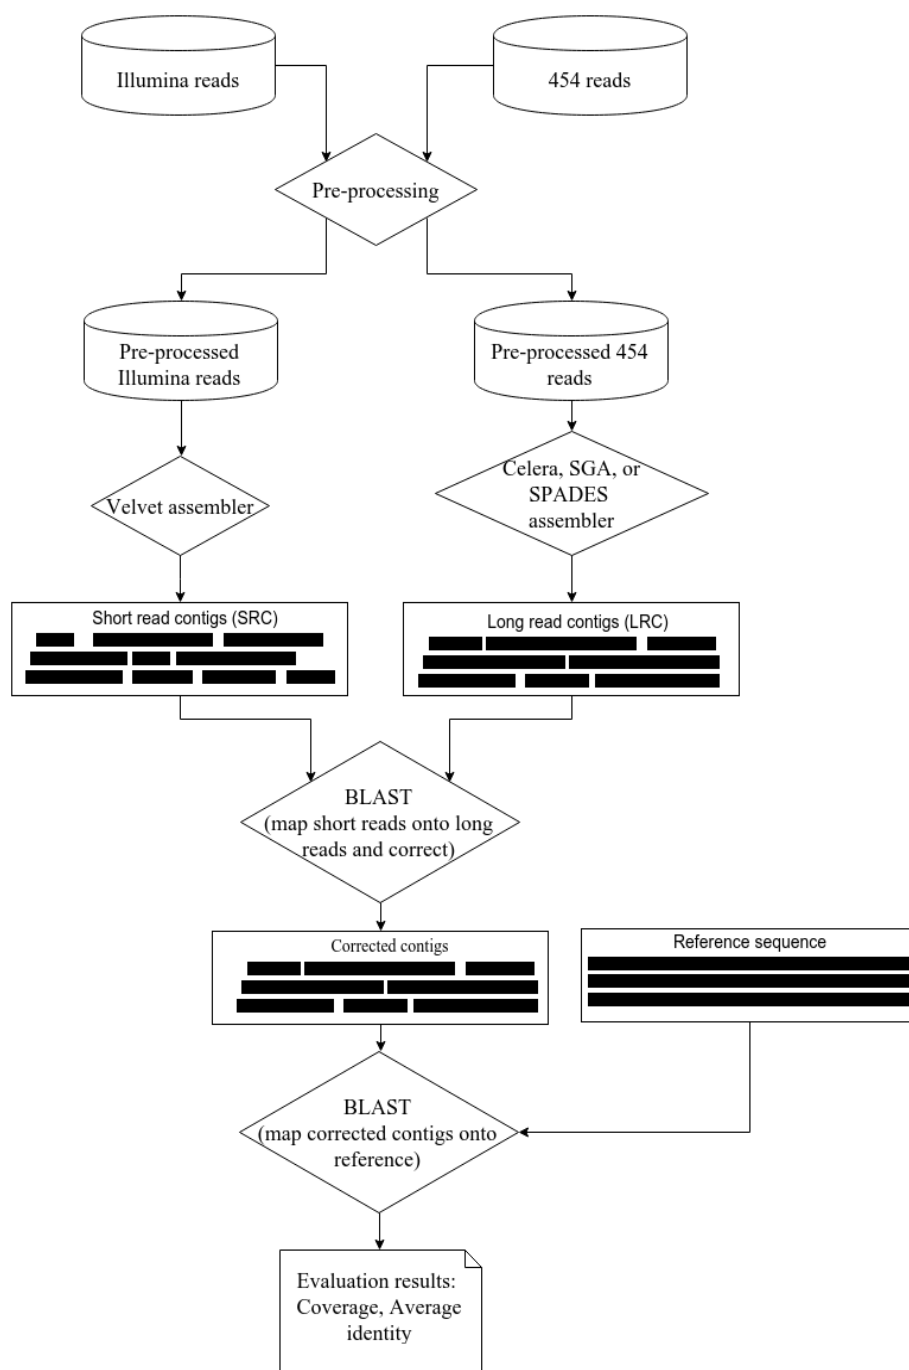 Illumina reads
454 reads
Pre-processing
Pre-processed
Illumina reads
Pre-processed 454
reads
Velvet assembler
Celera, SGA, or
SPADES
assembler
Short read contigs (SRC)
Long read contigs (LRC)
BLAST
(map short reads onto long
reads and correct)
Corrected contigs
Reference sequence
BLAST
(map corrected contigs onto
reference)
Evaluation results:
Coverage, Average
identity